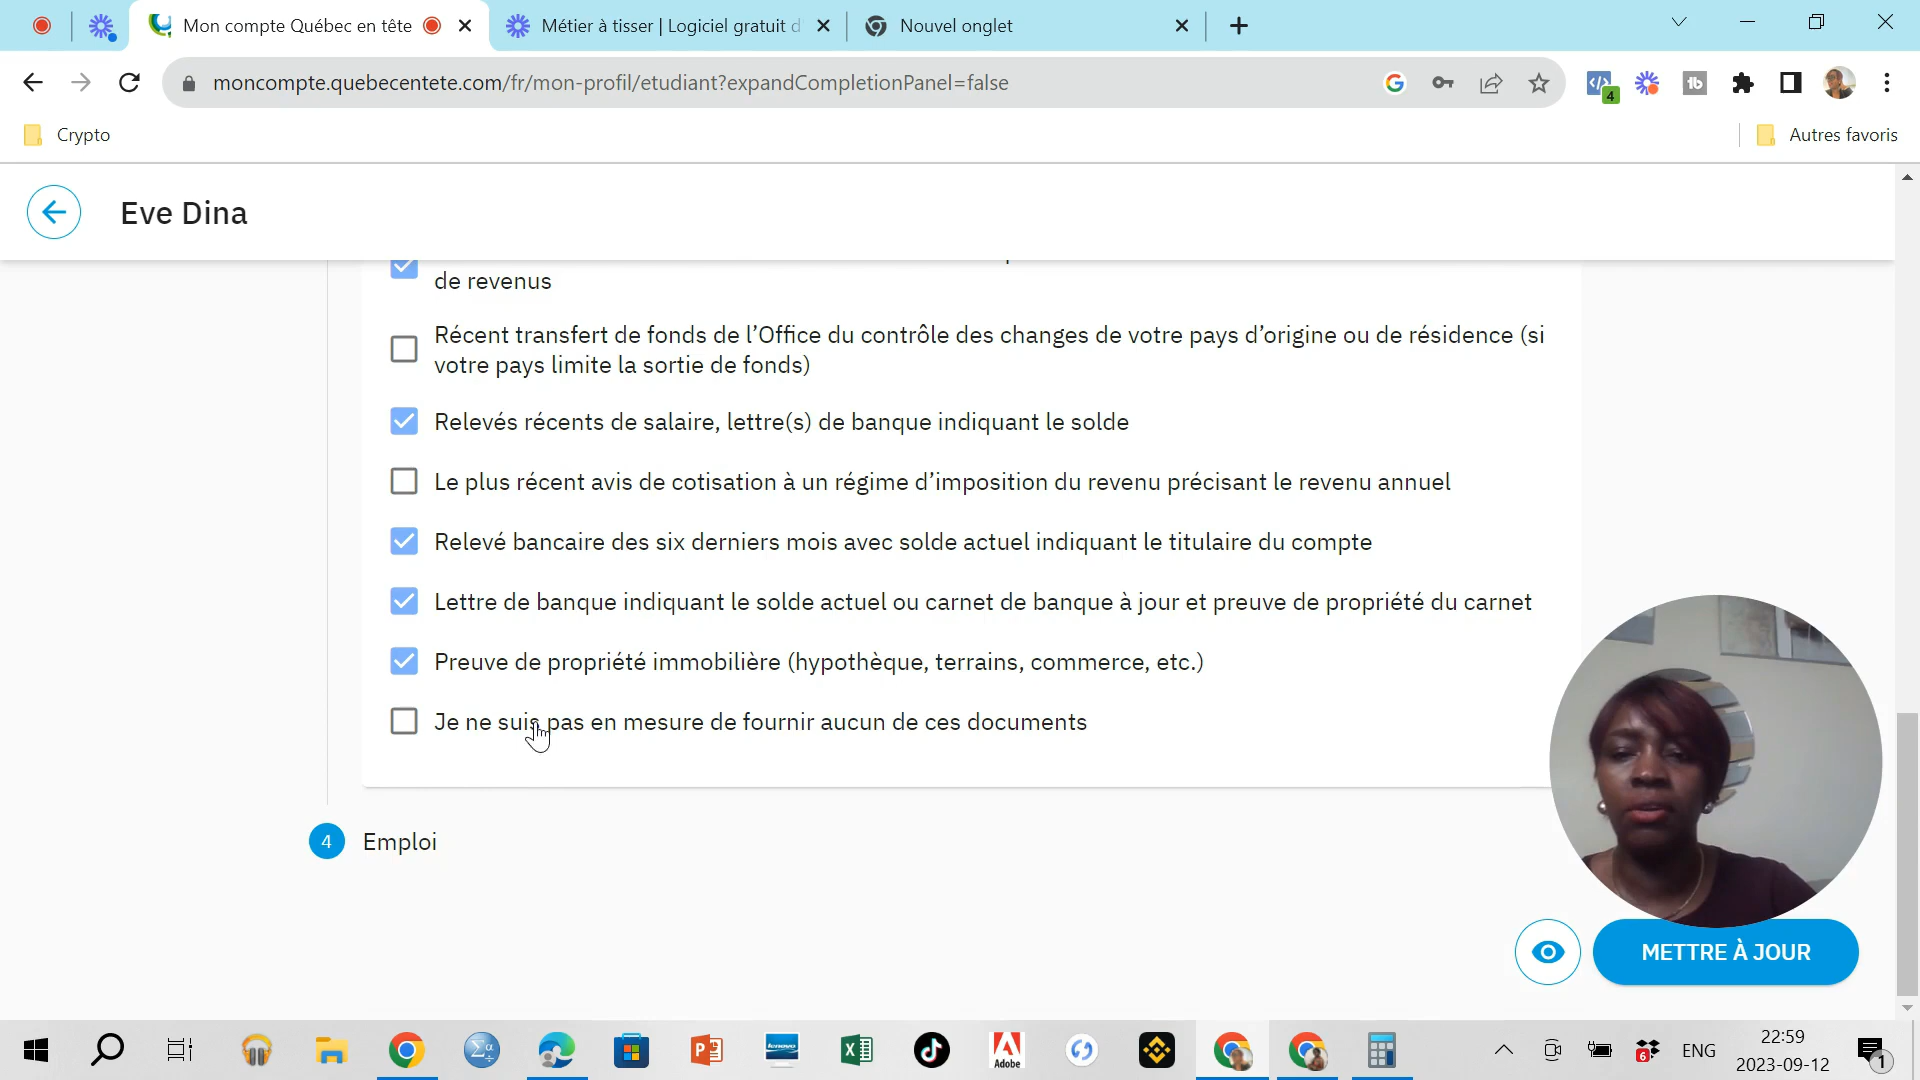 Mon compte Québec en tête
Métier à tisser | Logiciel gratuit d
Nouvel onglet
moncompte.quebecentete.com/fr/mon-profil/etudiant?expandCompletionPanel=false
4
Crypto
Autres favoris
Eve Dina
de revenus
Récent transfert de fonds de l’Office du contrôle des changes de votre pays d’origine ou de résidence (si
votre pays limite la sortie de fonds)
Relevés récents de salaire, lettre(s) de banque indiquant le solde
Le plus récent avis de cotisation à un régime d’imposition du revenu précisant le revenu annuel
Relevé bancaire des six derniers mois avec solde actuel indiquant le titulaire du compte
Lettre de banque indiquant le solde actuel ou carnet de banque à jour et preuve de propriété du carnet
Preuve de propriété immobilière (hypothèque, terrains, commerce, etc.)
Je ne suis pas en mesure de fournir aucun de ces documents
4 Emploi
METTRE À JOUR
Adobe
6
ENG
22:59
2023-09-12
1